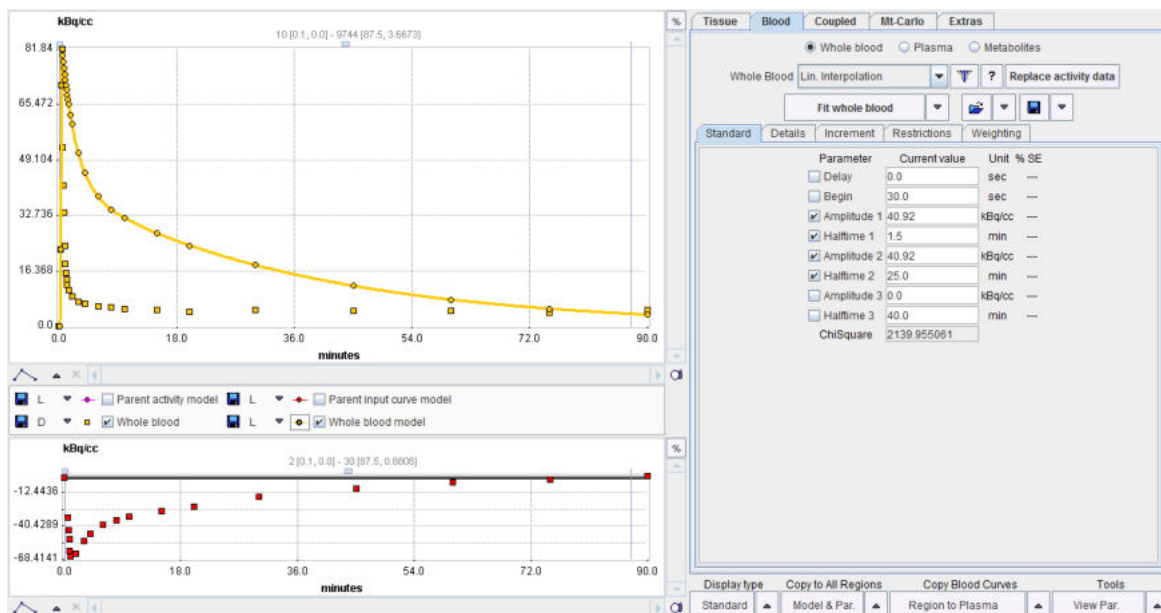 kBq/cc
%
10 [0.1, 0.0] - 9744 [87.5, 3.6673]
81.84
65.472
49.104
32.736
16.368
0.0
0.0 18.0 36.0 54.0 72.0 90.0
minutes
L Parent activity model L Parent input curve model
D Whole blood L Whole blood model
kBq/cc
%
2 [0.1, 0.0] - 30 [87.5, 0.6606]
-12.4436
-40.4289
-68.4141
0.0 18.0 36.0 54.0 72.0 90.0
minutes
Tissue Blood Coupled Mt-Carlo Extras
Whole blood Plasma Metabolites
Whole Blood Lin. Interpolation ? Replace activity data
Fit whole blood
Standard Details Increment Restrictions Weighting
Parameter Current value Unit % SE
Delay 0.0 sec ---
Begin 30.0 sec ---
Amplitude 1 40.92 kBq/cc ---
Halftime 1 1.5 min ---
Amplitude 2 40.92 kBq/cc ---
Halftime 2 25.0 min ---
Amplitude 3 0.0 kBq/cc ---
Halftime 3 40.0 min ---
ChiSquare 2139.955061
Display type Copy to All Regions Copy Blood Curves Tools
Standard Model & Par. Region to Plasma View Par.